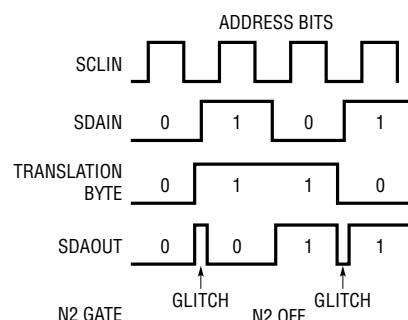 ADDRESS BITS
SCLIN
SDAIN 0 1 0 1
TRANSLATION
BYTE 0 1 1 0
SDAOUT 0 0 1 1
GLITCH GLITCH
N2 GATE N2 OFF